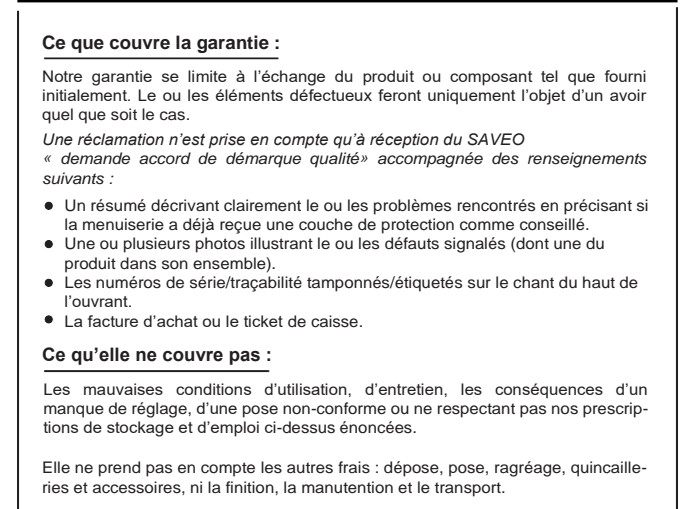 Ce que couvre la garantie :
Notre garantie se limite à l’échange du produit ou composant tel que fourni
initialement. Le ou les éléments défectueux feront uniquement l’objet d’un avoir
quel que soit le cas.
Une réclamation n’est prise en compte qu’à réception du SAVEO
« demande accord de démarque qualité» accompagnée des renseignements
suivants :
● Un résumé décrivant clairement le ou les problèmes rencontrés en précisant si
la menuiserie a déjà reçue une couche de protection comme conseillé.
● Une ou plusieurs photos illustrant le ou les défauts signalés (dont une du
produit dans son ensemble).
● Les numéros de série/traçabilité tamponnés/étiquetés sur le chant du haut de
l’ouvrant.
● La facture d’achat ou le ticket de caisse.
Ce qu’elle ne couvre pas :
Les mauvaises conditions d’utilisation, d’entretien, les conséquences d’un
manque de réglage, d’une pose non-conforme ou ne respectant pas nos prescrip-
tions de stockage et d’emploi ci-dessus énoncées.
Elle ne prend pas en compte les autres frais : dépose, pose, ragréage, quincaille-
ries et accessoires, ni la finition, la manutention et le transport.